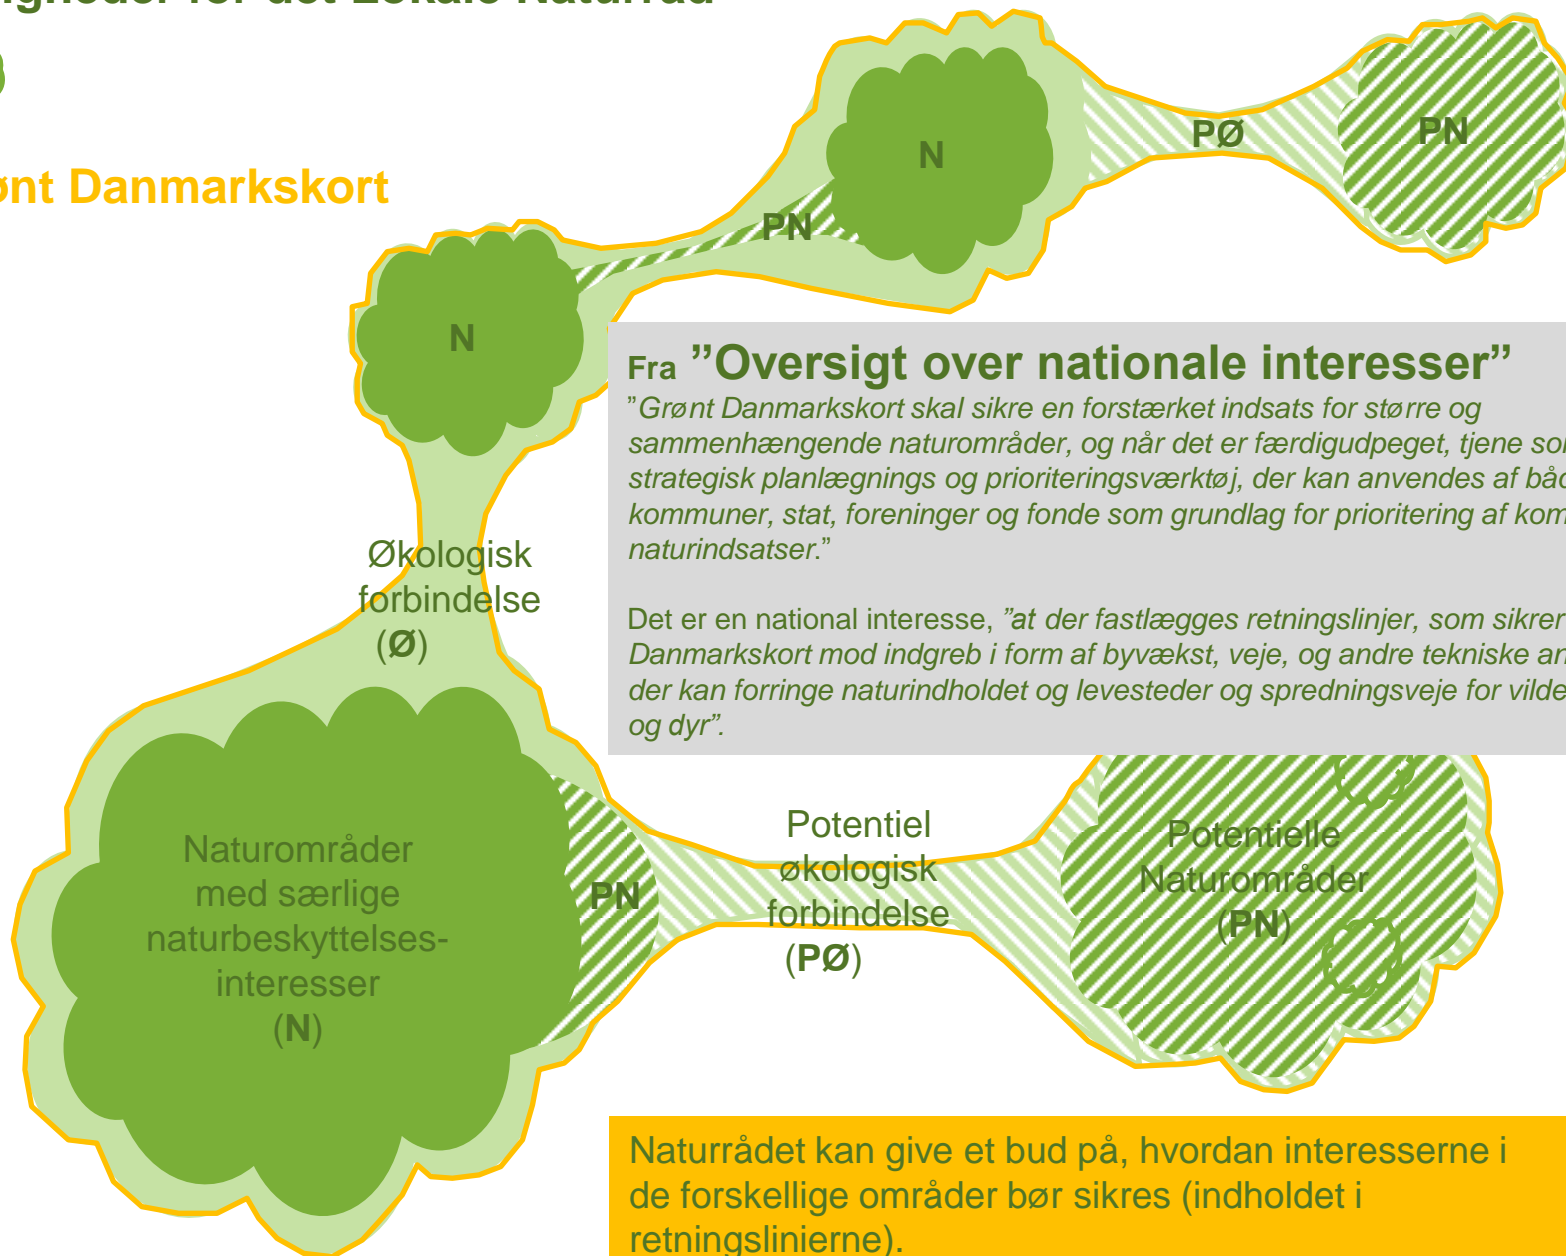 igheder for det Lokale Naturråd
ønt Danmarkskort
N
PØ
PN
PN
N
Fra ”Oversigt over nationale interesser”
”Grønt Danmarkskort skal sikre en forstærket indsats for større og
sammenhængende naturområder, og når det er færdigudpeget, tjene so
strategisk planlægnings og prioriteringsværktøj, der kan anvendes af båd
kommuner, stat, foreninger og fonde som grundlag for prioritering af kom
naturindsatser.”
Det er en national interesse, ”at der fastlægges retningslinjer, som sikrer
Danmarkskort mod indgreb i form af byvækst, veje, og andre tekniske an
der kan forringe naturindholdet og levesteder og spredningsveje for vilde
og dyr”.
Økologisk
forbindelse
(Ø)
Naturområder
med særlige
naturbeskyttelses-
interesser
(N)
PN
Potentiel
økologisk
forbindelse
(PØ)
Potentielle
Naturområder
(PN)
Naturrådet kan give et bud på, hvordan interesserne i
de forskellige områder bør sikres (indholdet i
retningslinierne).